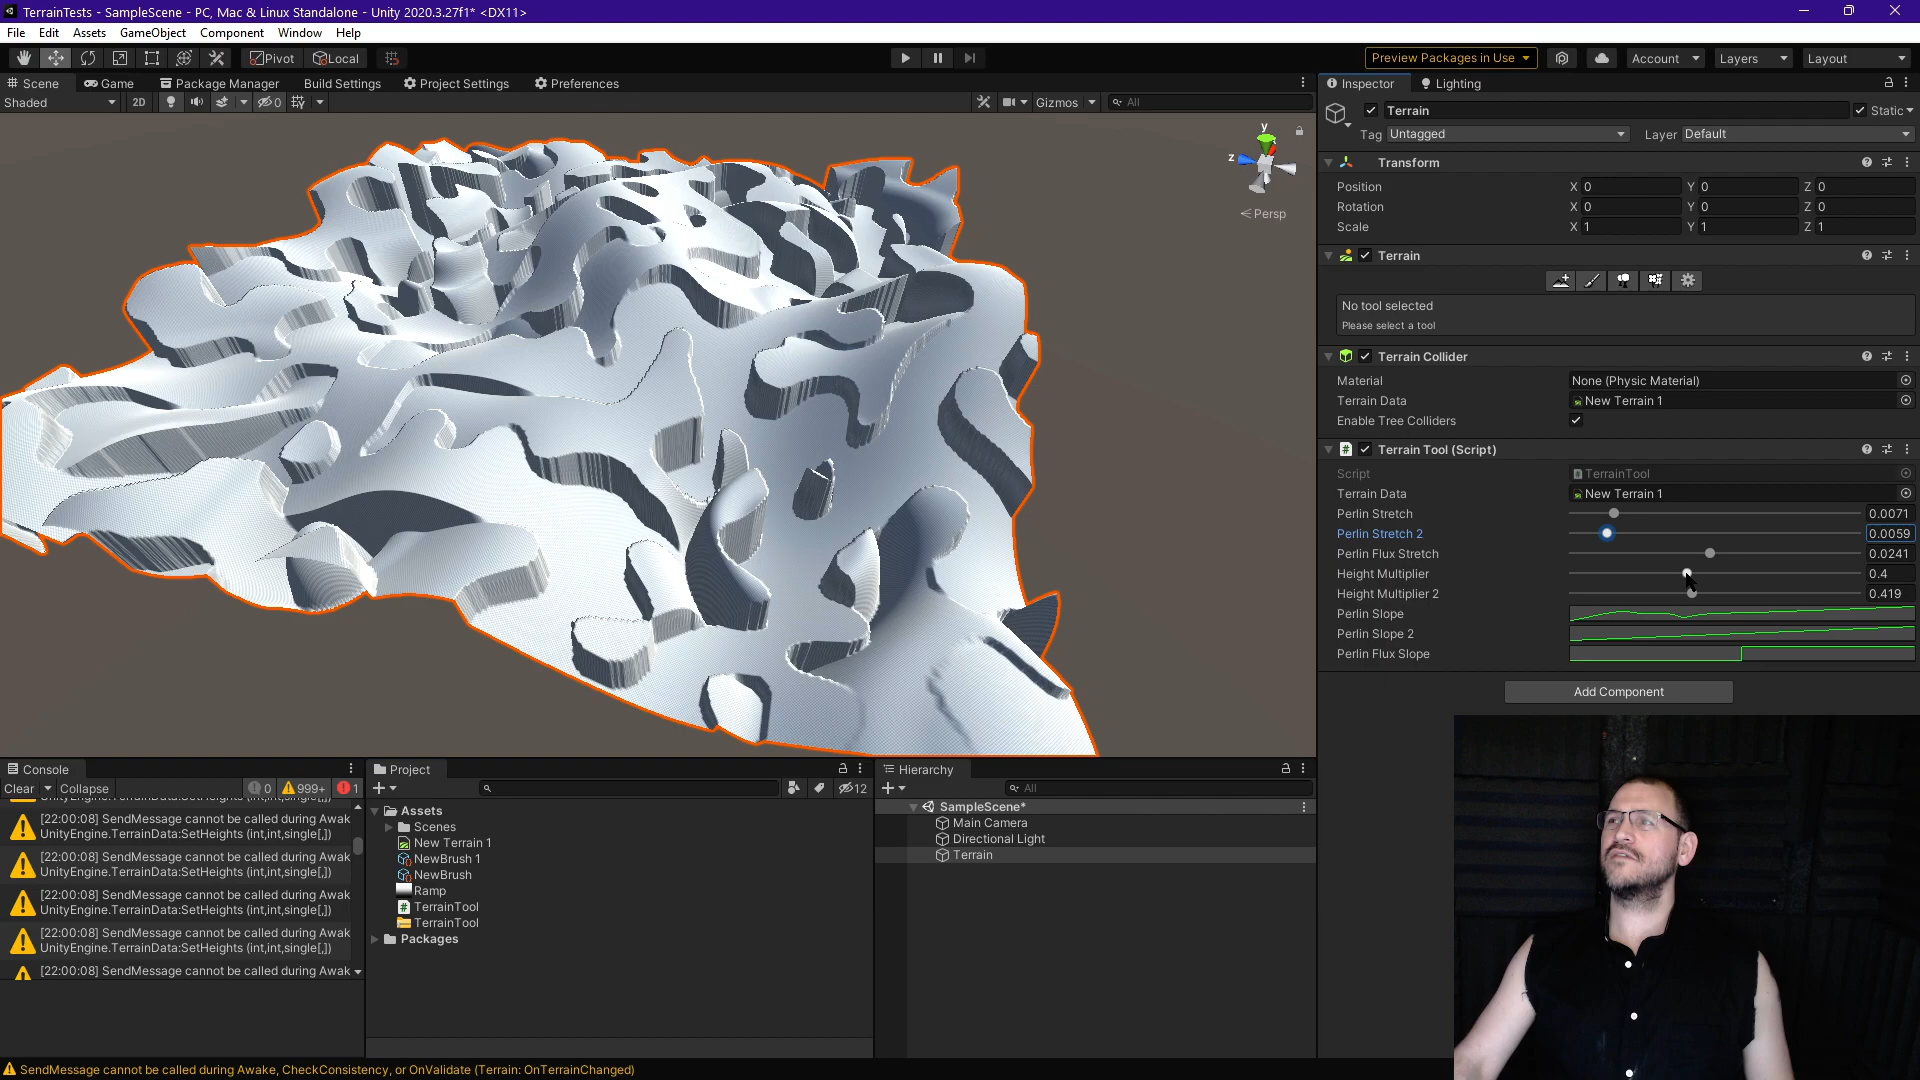 TerrainTests - SampleScene - PC, Mac & Linux Standalone - Unity 2020.3.27f1* <DX11>
File Edit Assets GameObject Component Window Help
Pivot Local
Preview Packages in Use Account Layers Layout
Scene Game Package Manager Build Settings Project Settings Preferences
Shaded 2D 0 Gizmos All
y
z
Persp
Inspector Lighting
Terrain Static
Tag Untagged Layer Default
Transform
Position X 0 Y 0 Z 0
Rotation X 0 Y 0 Z 0
Scale X 1 Y 1 Z 1
Terrain
No tool selected
Please select a tool
Terrain Collider
Material None (Physic Material)
Terrain Data New Terrain 1
Enable Tree Colliders
# Terrain Tool (Script)
Script TerrainTool
Terrain Data New Terrain 1
Perlin Stretch 0.0071
Perlin Stretch 2 0.0059
Perlin Flux Stretch 0.0241
Height Multiplier 0.4
Height Multiplier 2 0.419
Perlin Slope
Perlin Slope 2
Perlin Flux Slope
Add Component
Console
Clear Collapse 0 999+ 1
UnityEngine.TerrainData:SetHeights (int,int,single[,])
[22:00:08] SendMessage cannot be called during Awak
UnityEngine.TerrainData:SetHeights (int,int,single[,])
[22:00:08] SendMessage cannot be called during Awak
UnityEngine.TerrainData:SetHeights (int,int,single[,])
[22:00:08] SendMessage cannot be called during Awak
UnityEngine.TerrainData:SetHeights (int,int,single[,])
[22:00:08] SendMessage cannot be called during Awak
UnityEngine.TerrainData:SetHeights (int,int,single[,])
[22:00:08] SendMessage cannot be called during Awak
Project
12
Assets
Scenes
New Terrain 1
NewBrush 1
NewBrush
Ramp
# TerrainTool
TerrainTool
Packages
Hierarchy
All
SampleScene*
Main Camera
Directional Light
Terrain
SendMessage cannot be called during Awake, CheckConsistency, or OnValidate (Terrain: OnTerrainChanged)